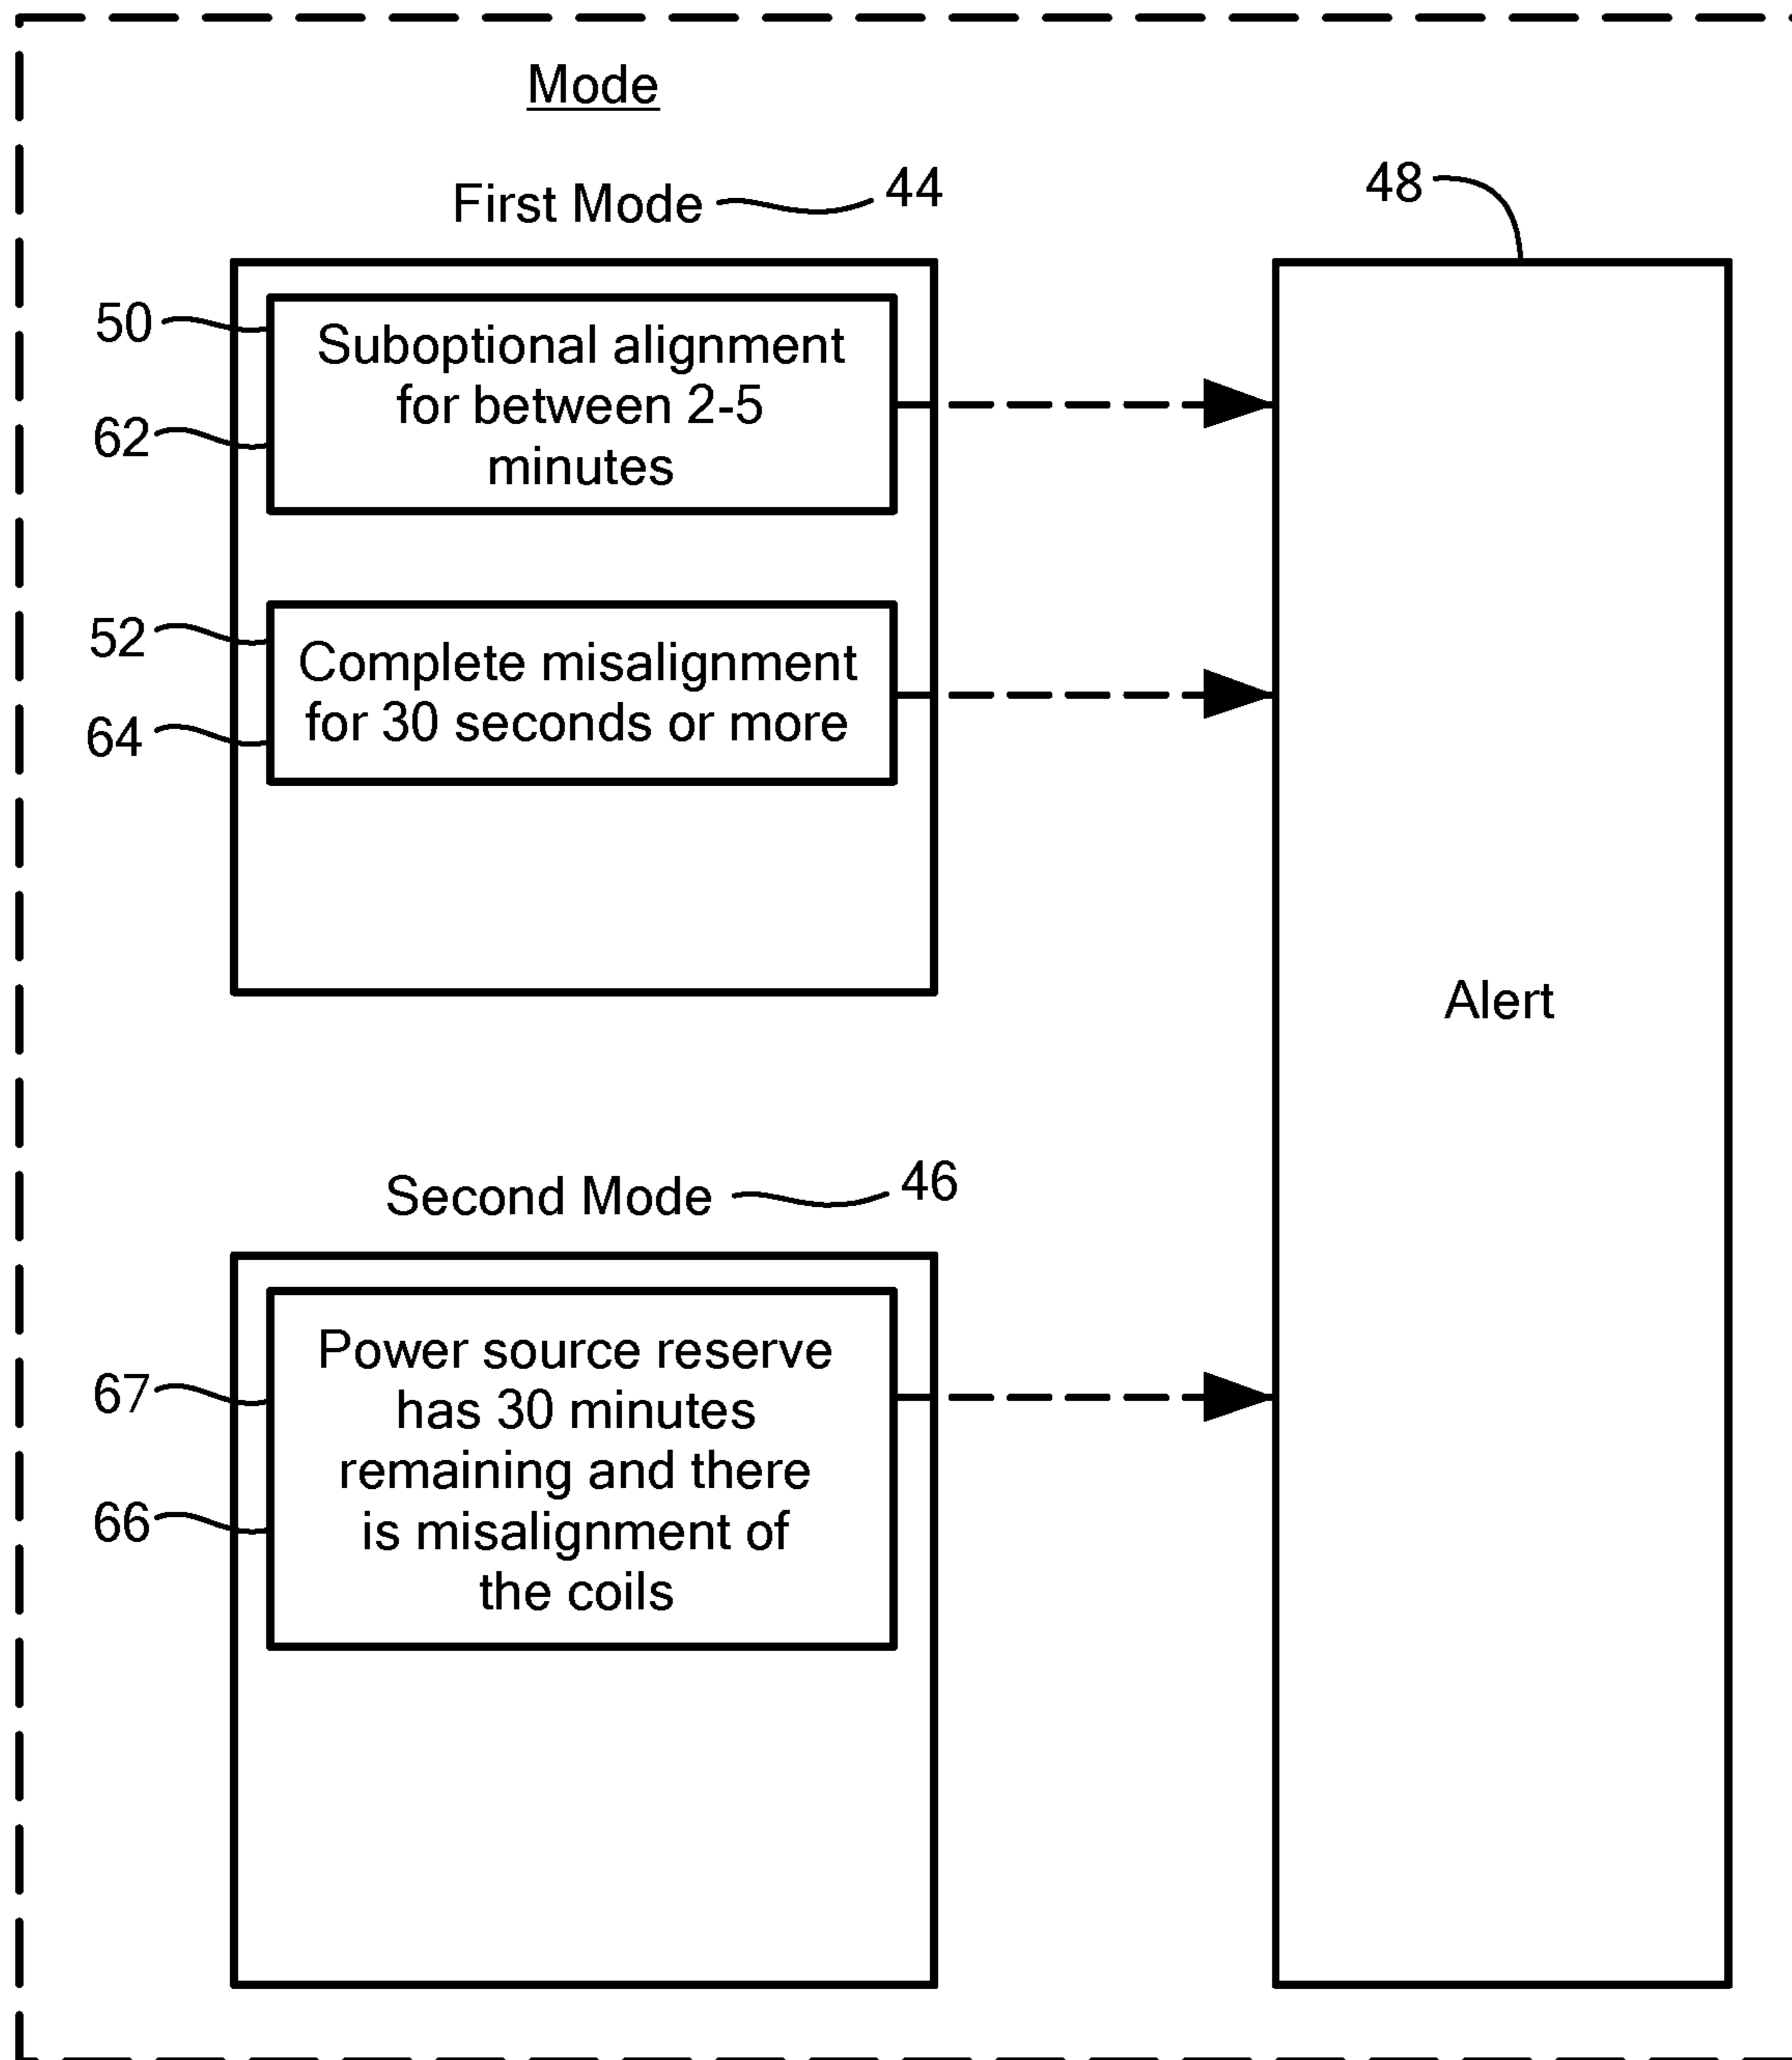 Mode
First Mode 44
48
50
Suboptional alignment
for between 2-5
62
minutes
52
Complete misalignment
for 30 seconds or more
64
Alert
Second Mode 46
Power source reserve
67
has 30 minutes
remaining and there
66
is misalignment of
the coils